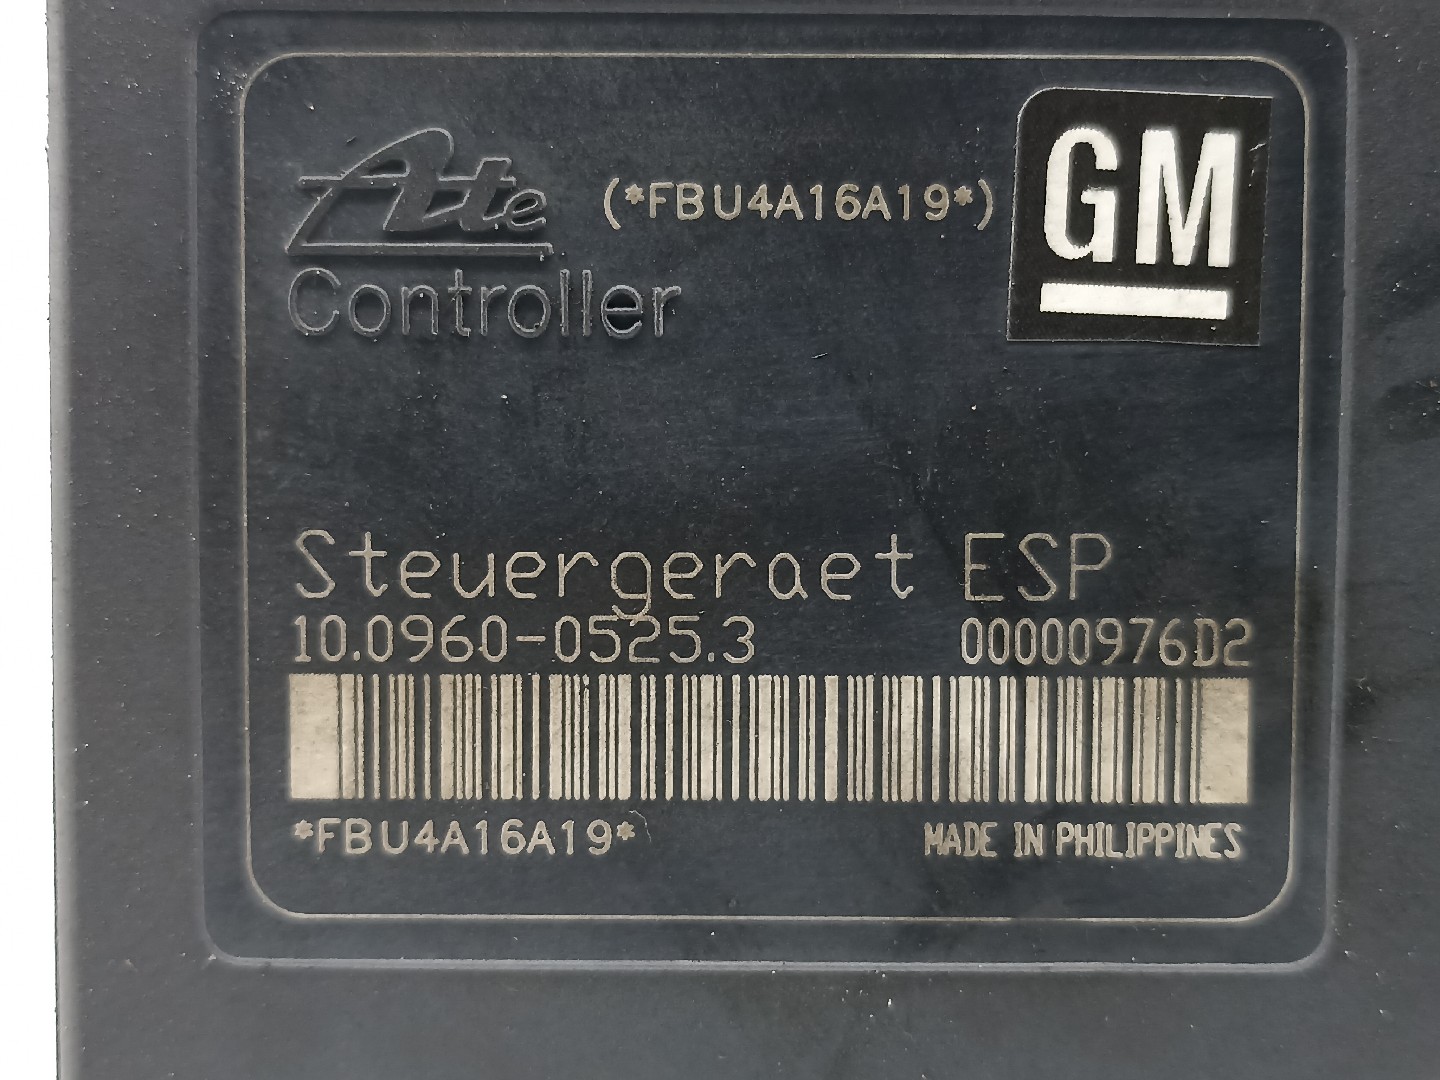 Ate (*FBU4A16A19*) GM
Controller
Steuergeraet ESP
10.0960-0525.3 00000976D2
*FBU4A16A19* MADE IN PHILIPPINES